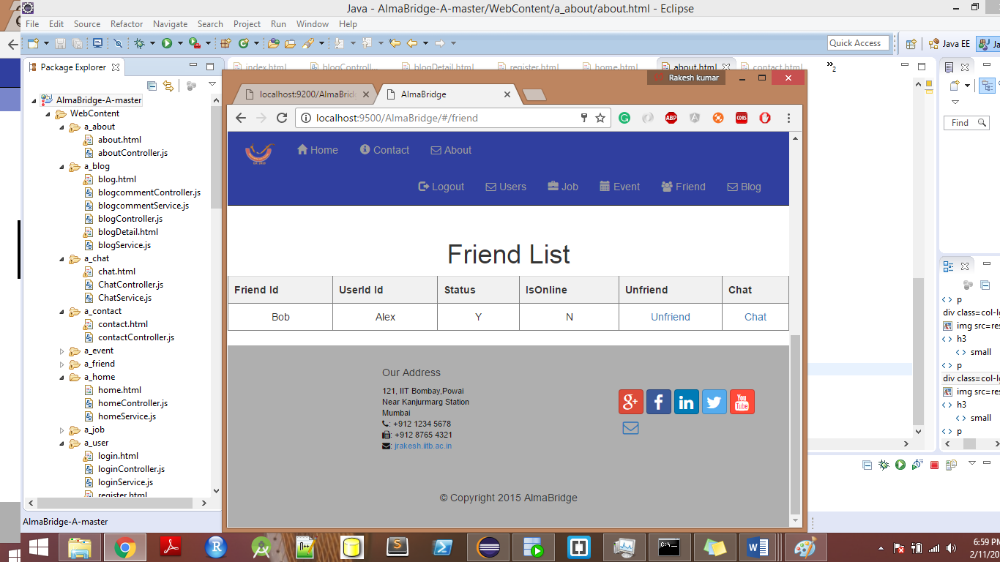 Java - AlmaBridge-A-master/WebContent/a_about/about.html - Eclipse
File Edit Source Refactor Navigate Search Project Run Window Help
Quick Access
Java EE
Package Explorer
index.html
blogControll...
blogDetail.html
register.html
home.html
about.html
contact.html
»2
AlmaBridge-A-master
WebContent
a_about
about.html
aboutController.js
a_blog
blog.html
blogcommentController.js
blogcommentService.js
blogController.js
blogDetail.html
blogService.js
a_chat
chat.html
ChatController.js
ChatService.js
a_contact
contact.html
contactController.js
a_event
a_friend
a_home
home.html
homeController.js
homeService.js
a_job
a_user
login.html
loginController.js
loginService.js
register.html
AlmaBridge-A-master
Rakesh kumar
localhost:9200/AlmaBrid
AlmaBridge
localhost:9500/AlmaBridge/#/friend
ABP
CORS
Home Contact About
Logout Users Job Event Friend Blog
Friend List
Friend Id UserId Id Status IsOnline Unfriend Chat
Bob Alex Y N Unfriend Chat
Our Address
121, IIT Bombay,Powai
Near Kanjurmarg Station
Mumbai
: +912 1234 5678
: +912 8765 4321
: jrakesh.iitb.ac.in
g+ f in You Tube
© Copyright 2015 AlmaBridge
Find
p
div class=col-l
img src=res
h3
small
p
div class=col-l
img src=res
h3
small
p
6:59 PM
2/11/20